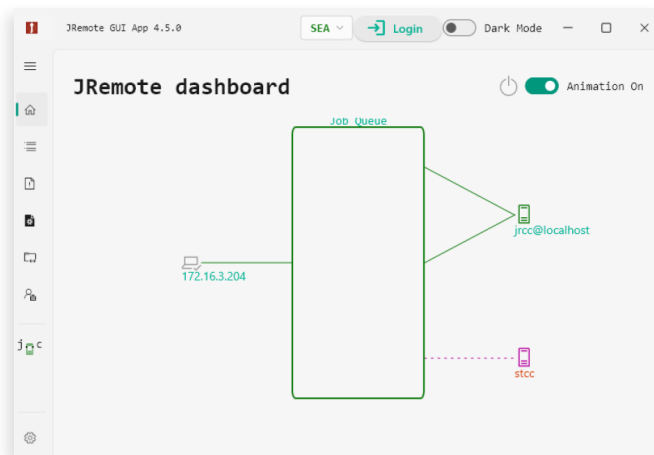 JRemote GUI App 4.5.0
SEA
Login
Dark Mode
JRemote dashboard
Animation On
Job Queue
jrcc@localhost
172.16.3.204
j c
stcc